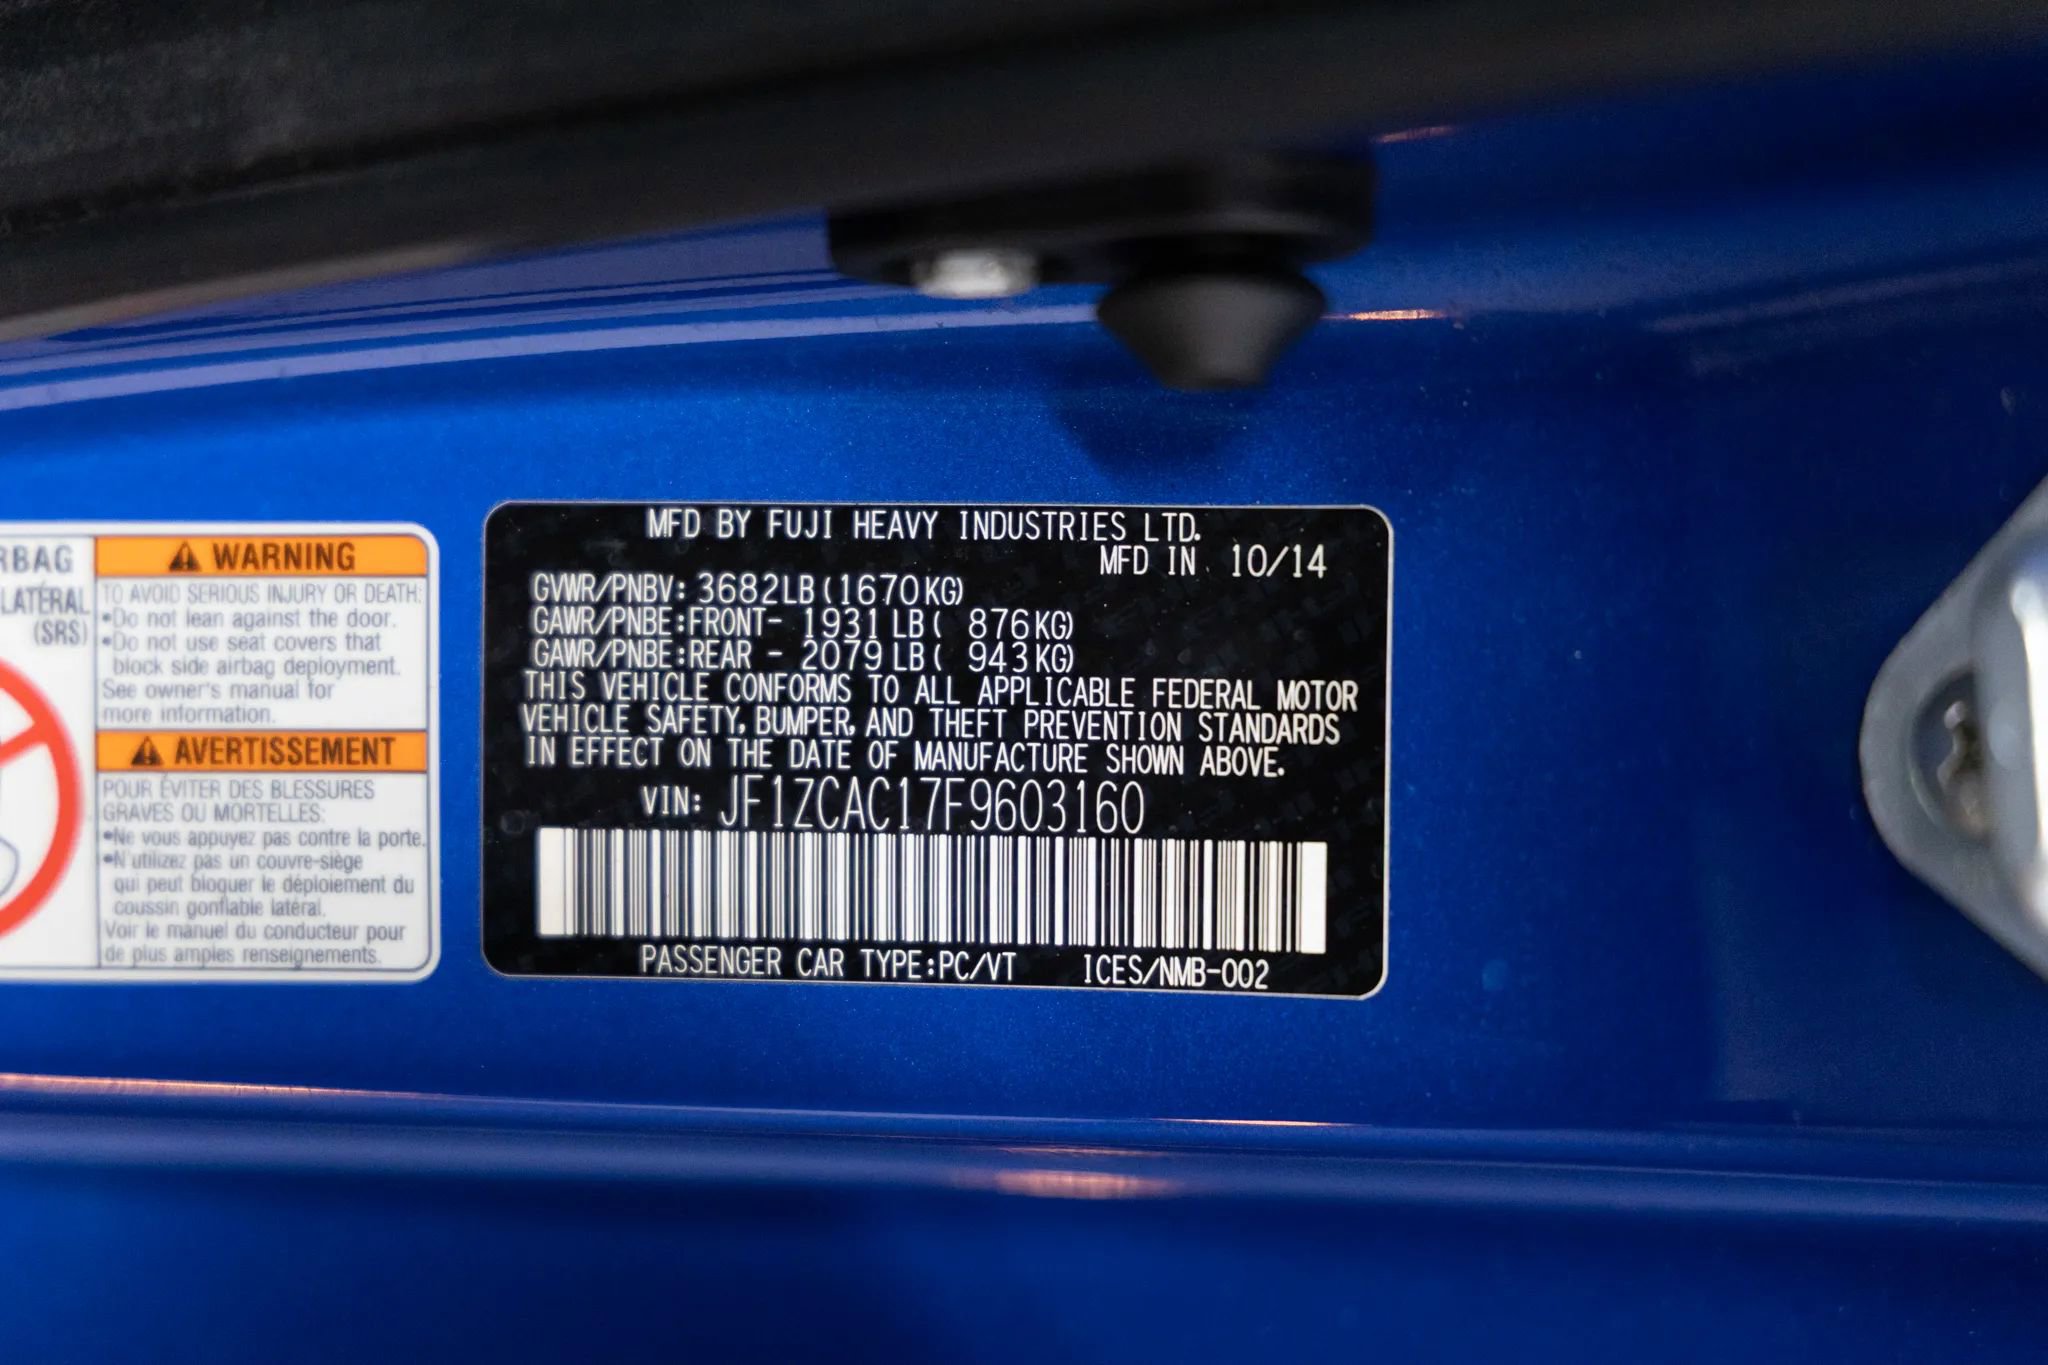 RBAG
LATÉRAL
(SRS)
WARNING
TO AVOID SERIOUS INJURY OR DEATH:
•Do not lean against the door.
•Do not use seat covers that
block side airbag deployment.
See owner's manual for
more information.
AVERTISSEMENT
POUR ÉVITER DES BLESSURES
GRAVES OU MORTELLES:
•Ne vous appuyez pas contre la porte.
•N'utilizez pas un couvre-siège
qui peut bloquer le déploiement du
coussin gonflable latéral.
Voir le manuel du conducteur pour
de plus amples renseignements.
MFD BY FUJI HEAVY INDUSTRIES LTD.
MFD IN 10/14
GVWR/PNBV: 3682LB(1670KG)
GAWR/PNBE:FRONT- 1931LB( 876KG)
GAWR/PNBE:REAR - 2079LB( 943KG)
THIS VEHICLE CONFORMS TO ALL APPLICABLE FEDERAL MOTOR
VEHICLE SAFETY, BUMPER, AND THEFT PREVENTION STANDARDS
IN EFFECT ON THE DATE OF MANUFACTURE SHOWN ABOVE.
VIN: JF1ZCAC17F9603160
PASSENGER CAR TYPE:PC/VT ICES/NMB-002